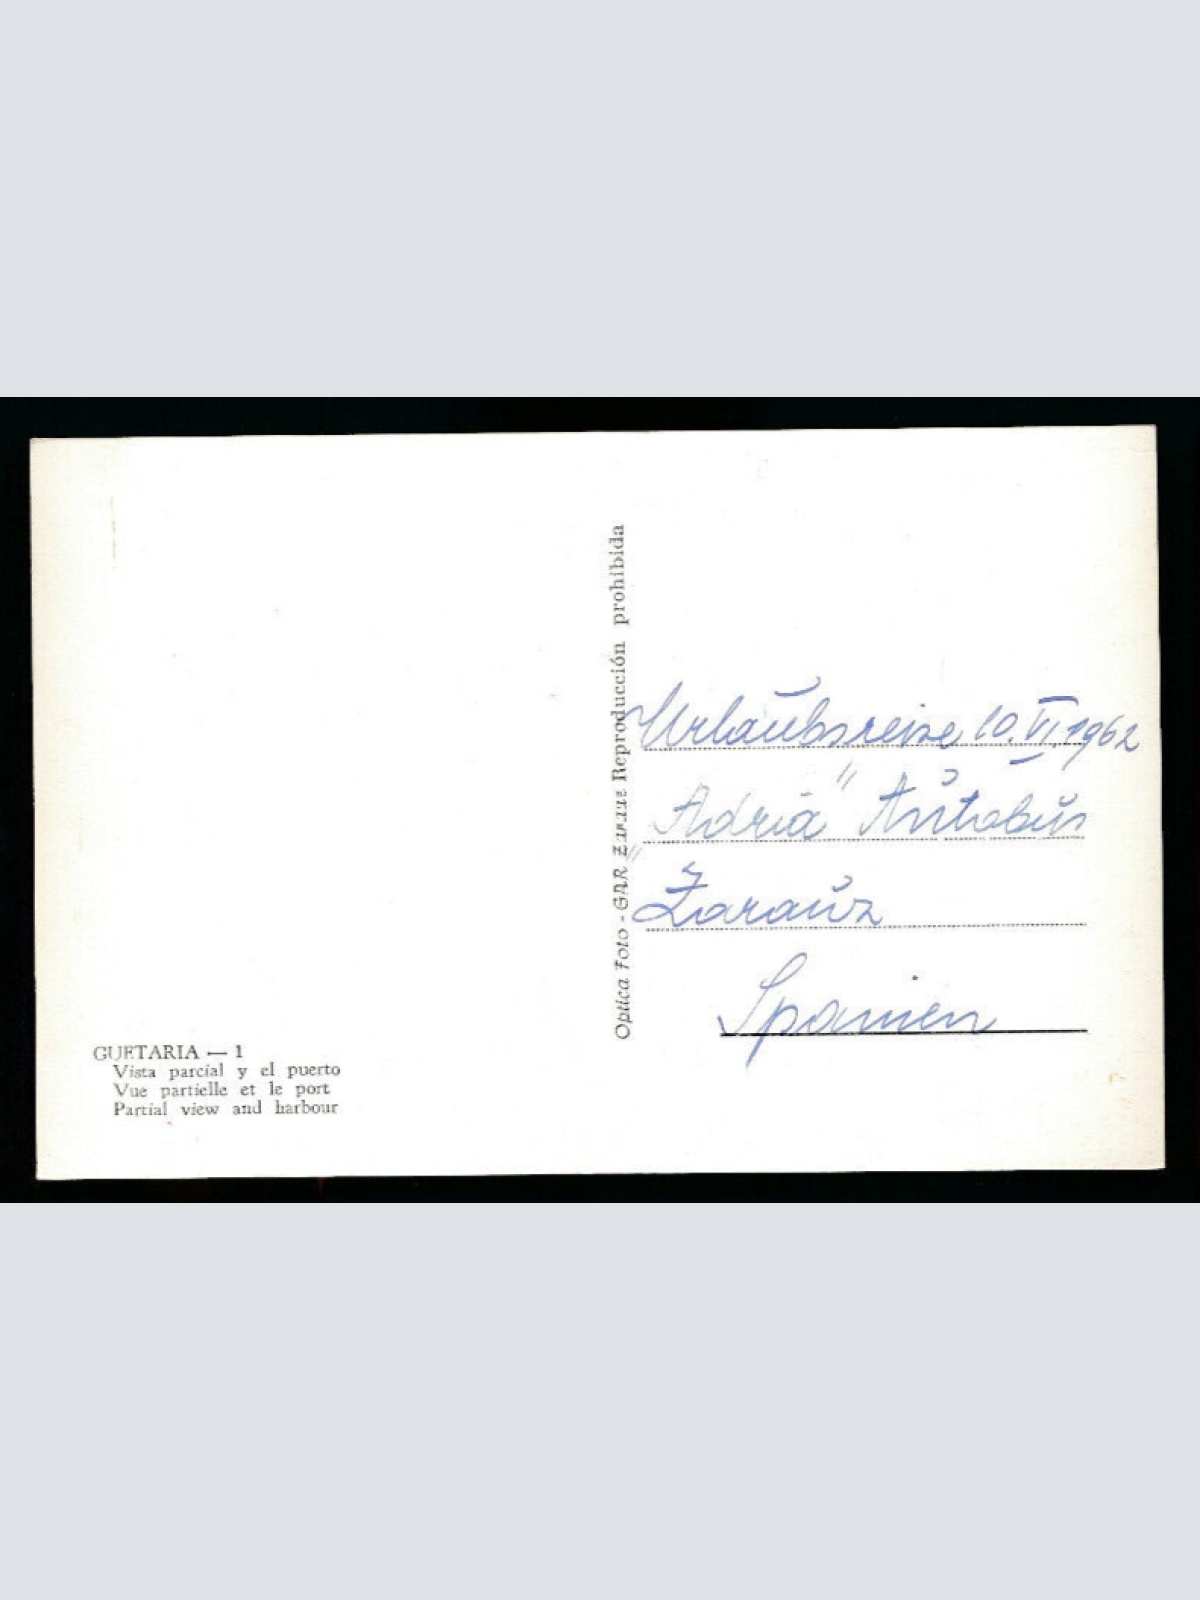 Optica Foto - GAR Zarauz Reproducción prohibida
Urlaubsreise 10. VI. 1962
"Adria" Autobus
Zarauz
Spanien
GUETARIA — 1
Vista parcial y el puerto
Vue partielle et le port
Partial view and harbour